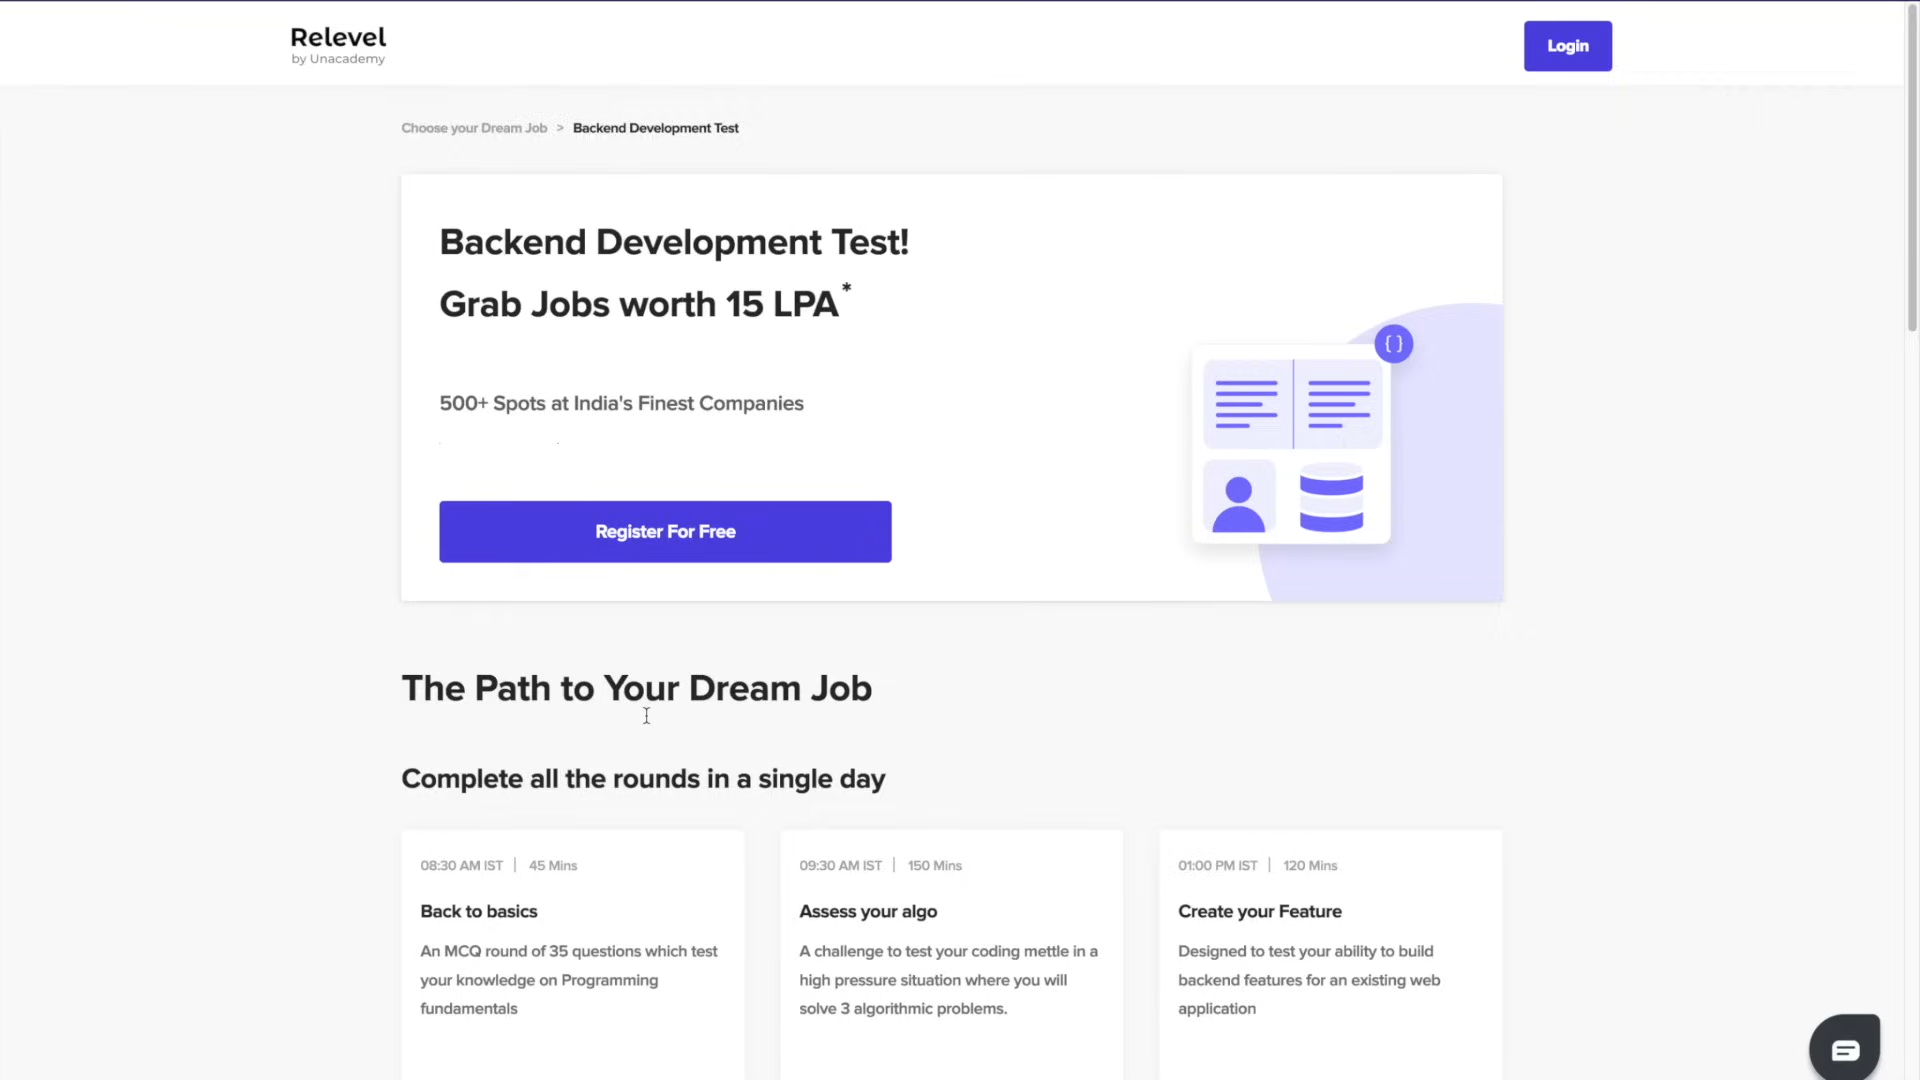 Relevel
by Unacademy
Login
Choose your Dream Job > Backend Development Test
Backend Development Test!
Grab Jobs worth 15 LPA*
500+ Spots at India's Finest Companies
{ }
Register For Free
The Path to Your Dream Job
Complete all the rounds in a single day
08:30 AM IST | 45 Mins
Back to basics
An MCQ round of 35 questions which test
your knowledge on Programming
fundamentals
09:30 AM IST | 150 Mins
Assess your algo
A challenge to test your coding mettle in a
high pressure situation where you will
solve 3 algorithmic problems.
01:00 PM IST | 120 Mins
Create your Feature
Designed to test your ability to build
backend features for an existing web
application